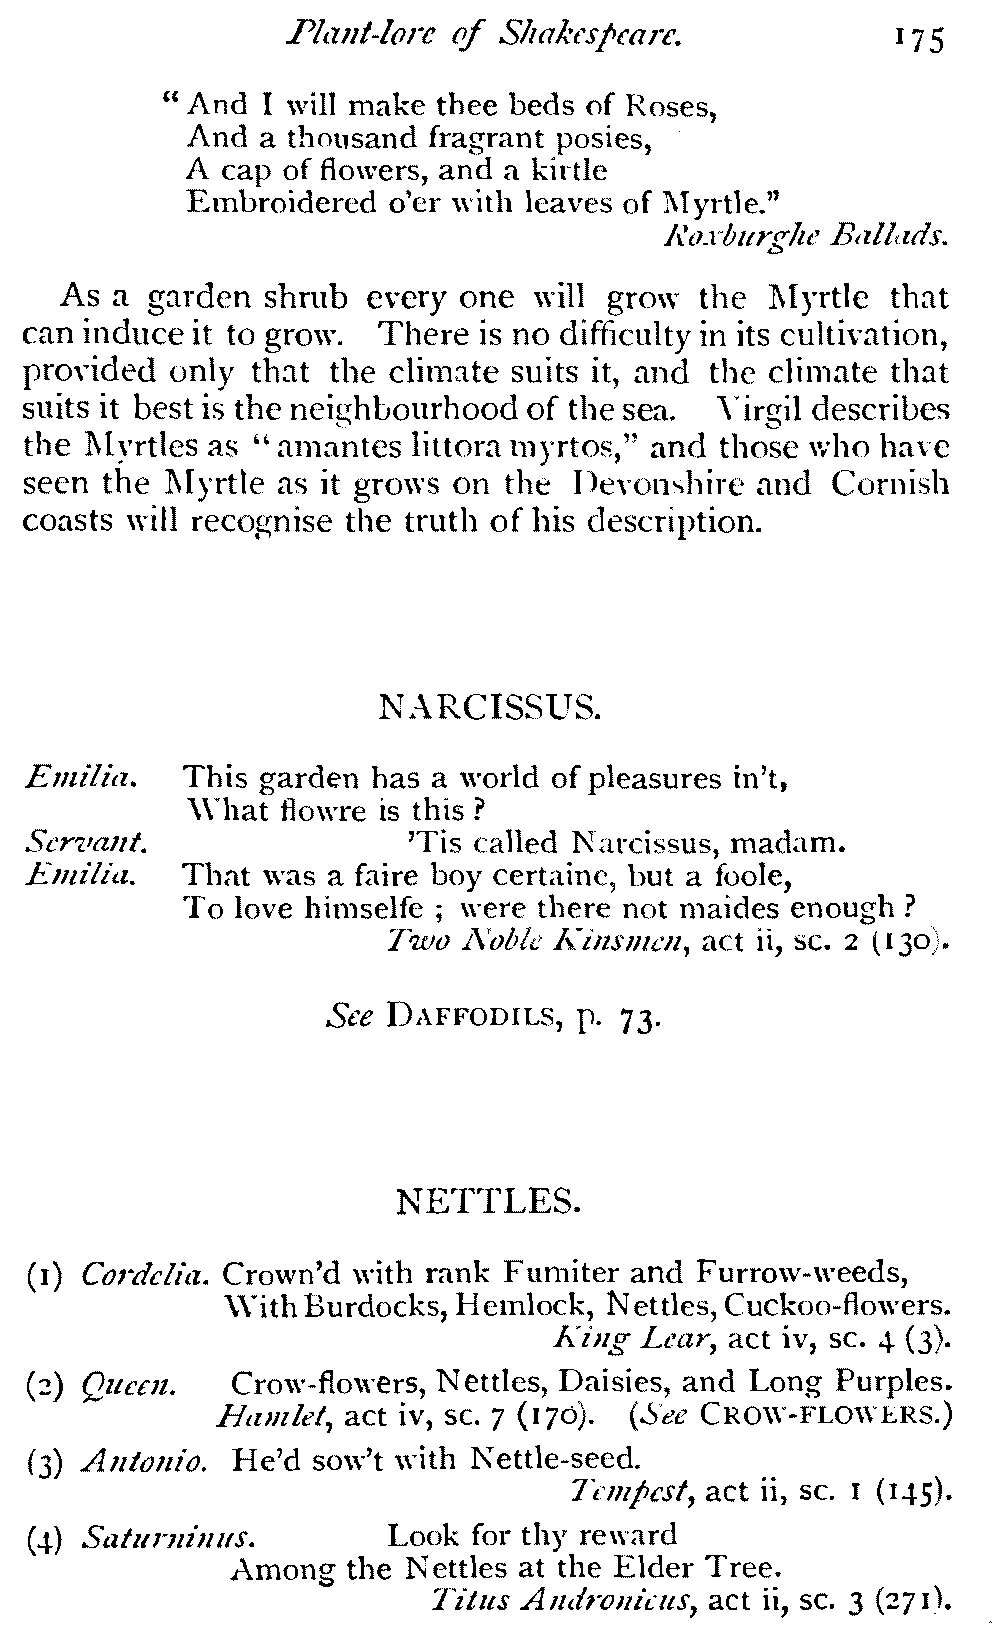 Plant-lore of Shakespeare. 175
“ And I will make thee beds of Roses,
And a thousand fragrant posies,
A cap of flowers, and a kirtle
Embroidered o’er with leaves of Myrtle.”
Roxburghe Ballads.
As a garden shrub every one will grow the Myrtle that
can induce it to grow. There is no difficulty in its cultivation,
provided only that the climate suits it, and the climate that
suits it best is the neighbourhood of the sea. Virgil describes
the Myrtles as “ amantes littora myrtos,” and those who have
seen the Myrtle as it grows on the Devonshire and Cornish
coasts will recognise the truth of his description.
NARCISSUS.
Emilia. This garden has a world of pleasures in’t,
What flowre is this ?
Servant. ’Tis called Narcissus, madam.
Emilia. That was a faire boy certaine, but a foole,
To love himselfe ; were there not maides enough ?
Two Noble Kinsmen, act ii, sc. 2 (130).
See DAFFODILS, p. 73.
NETTLES.
(1) Cordelia. Crown’d with rank Fumiter and Furrow-weeds,
With Burdocks, Hemlock, Nettles, Cuckoo-flowers.
King Lear, act iv, sc. 4 (3).
(2) Queen. Crow-flowers, Nettles, Daisies, and Long Purples.
Hamlet, act iv, sc. 7 (170). (See CROW-FLOWERS.)
(3) Antonio. He’d sow’t with Nettle-seed.
Tempest, act ii, sc. 1 (145).
(4) Saturninus. Look for thy reward
Among the Nettles at the Elder Tree.
Titus Andronicus, act ii, sc. 3 (271).